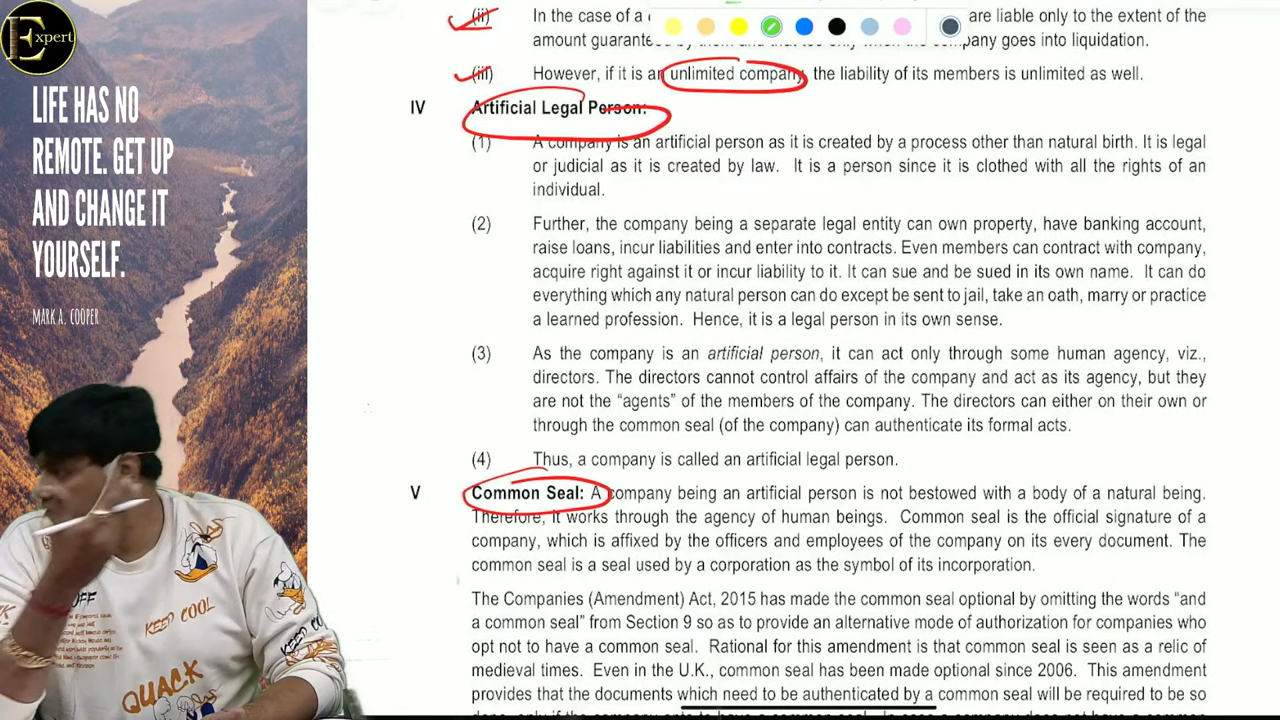 Expert
LIFE HAS NO
REMOTE. GET UP
AND CHANGE IT
YOURSELF.
MARK A. COOPER
(ii) In the case of a are liable only to the extent of the
amount guaranteed by them and that too only when the company goes into liquidation.
(iii) However, if it is an unlimited company, the liability of its members is unlimited as well.
IV Artificial Legal Person:
(1) A company is an artificial person as it is created by a process other than natural birth. It is legal
or judicial as it is created by law. It is a person since it is clothed with all the rights of an
individual.
(2) Further, the company being a separate legal entity can own property, have banking account,
raise loans, incur liabilities and enter into contracts. Even members can contract with company,
acquire right against it or incur liability to it. It can sue and be sued in its own name. It can do
everything which any natural person can do except be sent to jail, take an oath, marry or practice
a learned profession. Hence, it is a legal person in its own sense.
(3) As the company is an artificial person, it can act only through some human agency, viz.,
directors. The directors cannot control affairs of the company and act as its agency, but they
are not the “agents” of the members of the company. The directors can either on their own or
through the common seal (of the company) can authenticate its formal acts.
(4) Thus, a company is called an artificial legal person.
V Common Seal: A company being an artificial person is not bestowed with a body of a natural being.
Therefore, it works through the agency of human beings. Common seal is the official signature of a
company, which is affixed by the officers and employees of the company on its every document. The
common seal is a seal used by a corporation as the symbol of its incorporation.
The Companies (Amendment) Act, 2015 has made the common seal optional by omitting the words “and
a common seal” from Section 9 so as to provide an alternative mode of authorization for companies who
opt not to have a common seal. Rational for this amendment is that common seal is seen as a relic of
medieval times. Even in the U.K., common seal has been made optional since 2006. This amendment
provides that the documents which need to be authenticated by a common seal will be required to be so
KEEP COOL
KEEP COOL
QUACK